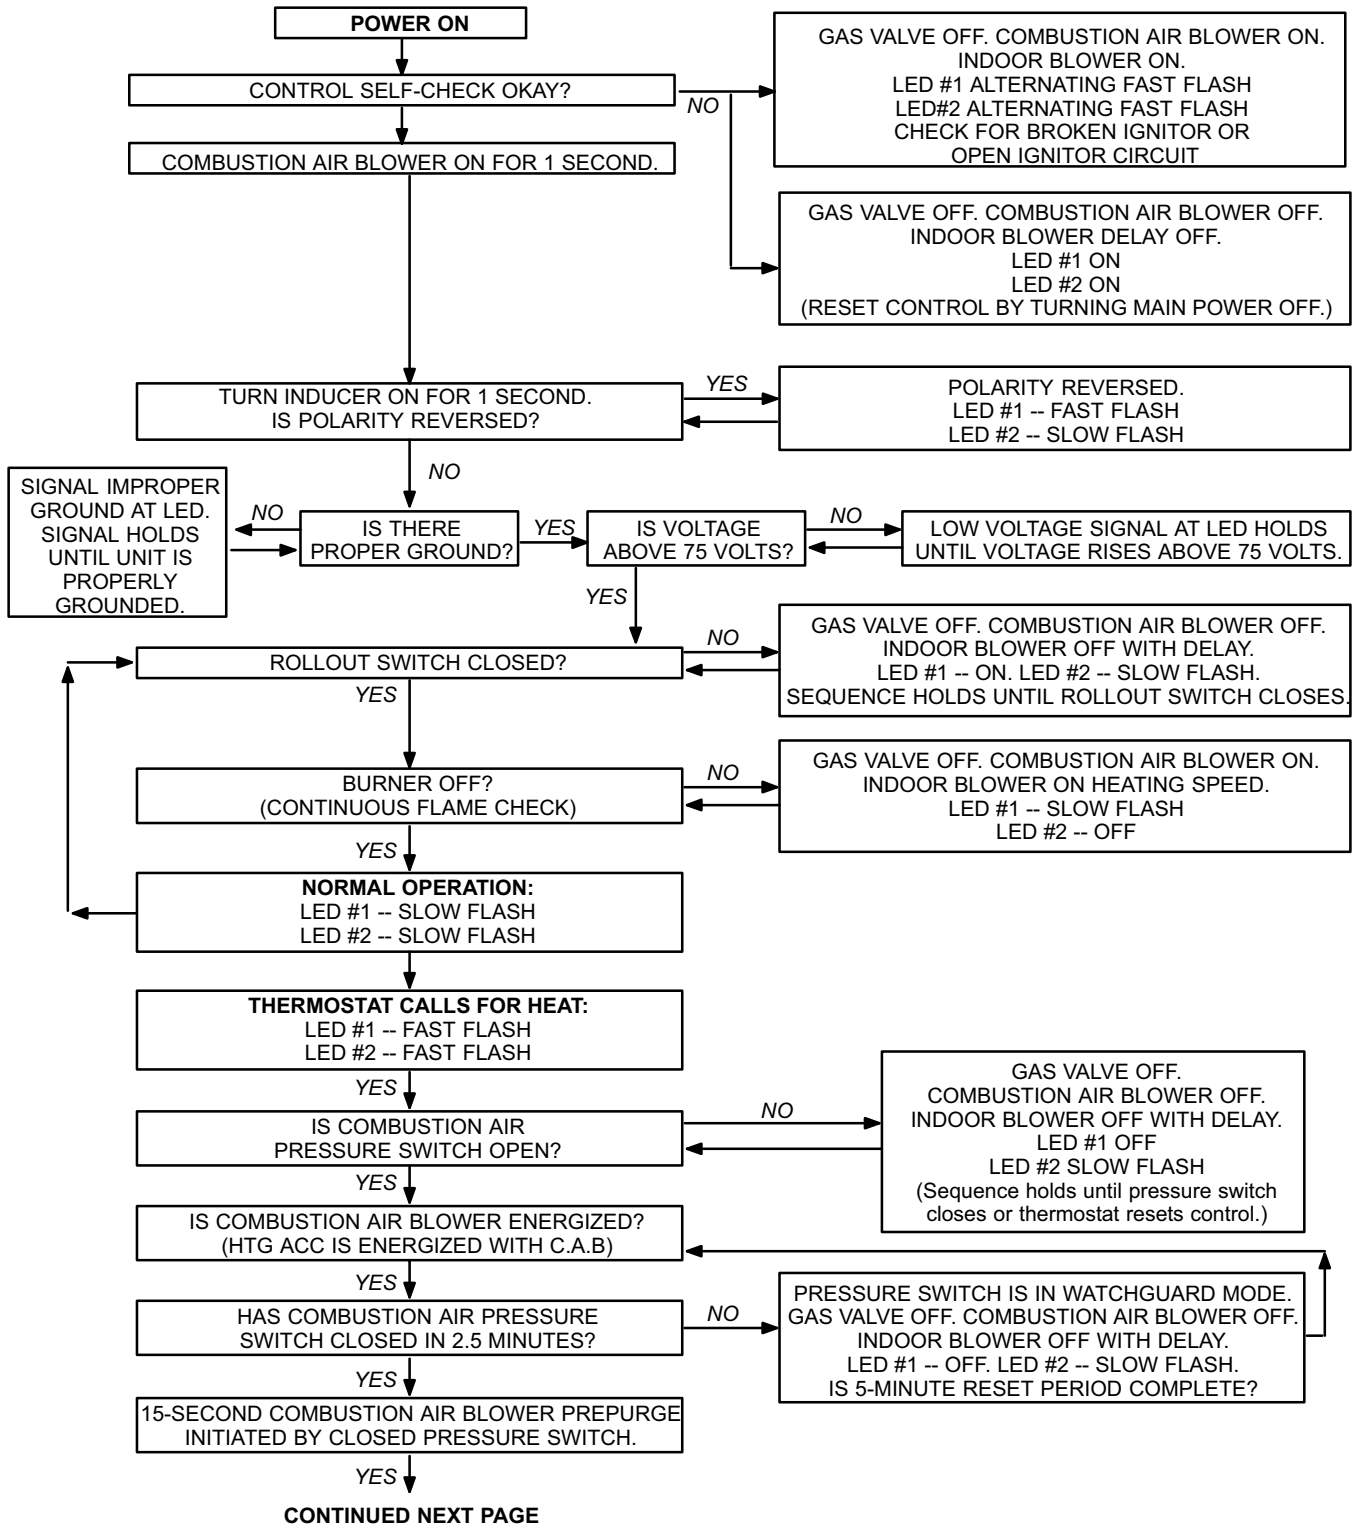 POWER ON
GAS VALVE OFF. COMBUSTION AIR BLOWER ON.
INDOOR BLOWER ON.
LED #1 ALTERNATING FAST FLASH
LED#2 ALTERNATING FAST FLASH
CHECK FOR BROKEN IGNITOR OR
OPEN IGNITOR CIRCUIT
CONTROL SELF-CHECK OKAY?
NO
COMBUSTION AIR BLOWER ON FOR 1 SECOND.
GAS VALVE OFF. COMBUSTION AIR BLOWER OFF.
INDOOR BLOWER DELAY OFF.
LED #1 ON
LED #2 ON
(RESET CONTROL BY TURNING MAIN POWER OFF.)
TURN INDUCER ON FOR 1 SECOND.
IS POLARITY REVERSED?
YES
POLARITY REVERSED.
LED #1 -- FAST FLASH
LED #2 -- SLOW FLASH
NO
SIGNAL IMPROPER
GROUND AT LED.
SIGNAL HOLDS
UNTIL UNIT IS
PROPERLY
GROUNDED.
NO
IS THERE
PROPER GROUND?
YES
IS VOLTAGE
ABOVE 75 VOLTS?
NO
LOW VOLTAGE SIGNAL AT LED HOLDS
UNTIL VOLTAGE RISES ABOVE 75 VOLTS.
YES
ROLLOUT SWITCH CLOSED?
NO
GAS VALVE OFF. COMBUSTION AIR BLOWER OFF.
INDOOR BLOWER OFF WITH DELAY.
LED #1 -- ON. LED #2 -- SLOW FLASH.
SEQUENCE HOLDS UNTIL ROLLOUT SWITCH CLOSES.
YES
BURNER OFF?
(CONTINUOUS FLAME CHECK)
NO
GAS VALVE OFF. COMBUSTION AIR BLOWER ON.
INDOOR BLOWER ON HEATING SPEED.
LED #1 -- SLOW FLASH
LED #2 -- OFF
YES
NORMAL OPERATION:
LED #1 -- SLOW FLASH
LED #2 -- SLOW FLASH
THERMOSTAT CALLS FOR HEAT:
LED #1 -- FAST FLASH
LED #2 -- FAST FLASH
YES
IS COMBUSTION AIR
PRESSURE SWITCH OPEN?
NO
GAS VALVE OFF.
COMBUSTION AIR BLOWER OFF.
INDOOR BLOWER OFF WITH DELAY.
LED #1 OFF
LED #2 SLOW FLASH
(Sequence holds until pressure switch
closes or thermostat resets control.)
YES
IS COMBUSTION AIR BLOWER ENERGIZED?
(HTG ACC IS ENERGIZED WITH C.A.B)
YES
HAS COMBUSTION AIR PRESSURE
SWITCH CLOSED IN 2.5 MINUTES?
NO
PRESSURE SWITCH IS IN WATCHGUARD MODE.
GAS VALVE OFF. COMBUSTION AIR BLOWER OFF.
INDOOR BLOWER OFF WITH DELAY.
LED #1 -- OFF. LED #2 -- SLOW FLASH.
IS 5-MINUTE RESET PERIOD COMPLETE?
YES
15-SECOND COMBUSTION AIR BLOWER PREPURGE
INITIATED BY CLOSED PRESSURE SWITCH.
YES
CONTINUED NEXT PAGE